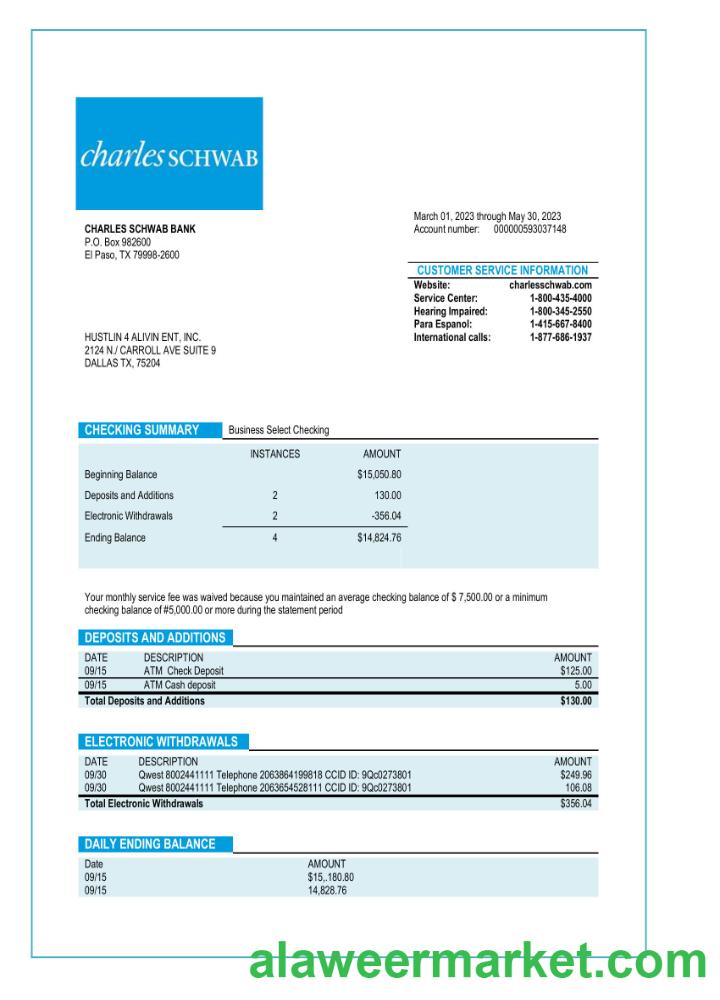 charles SCHWAB
March 01, 2023 through May 30, 2023
Account number: 000000593037148
CHARLES SCHWAB BANK
P.O. Box 982600
El Paso, TX 79998-2600
CUSTOMER SERVICE INFORMATION
Website: charlesschwab.com
Service Center: 1-800-435-4000
Hearing Impaired: 1-800-345-2550
Para Espanol: 1-415-667-8400
International calls: 1-877-686-1937
HUSTLIN 4 ALIVIN ENT, INC.
2124 N./ CARROLL AVE SUITE 9
DALLAS TX, 75204
CHECKING SUMMARY Business Select Checking
INSTANCES AMOUNT
Beginning Balance $15,050.80
Deposits and Additions 2 130.00
Electronic Withdrawals 2 -356.04
Ending Balance 4 $14,824.76
Your monthly service fee was waived because you maintained an average checking balance of $ 7,500.00 or a minimum
checking balance of #5,000.00 or more during the statement period
DEPOSITS AND ADDITIONS
DATE DESCRIPTION AMOUNT
09/15 ATM Check Deposit $125.00
09/15 ATM Cash deposit 5.00
Total Deposits and Additions $130.00
ELECTRONIC WITHDRAWALS
DATE DESCRIPTION AMOUNT
09/30 Qwest 8002441111 Telephone 2063864199818 CCID ID: 9Qc0273801 $249.96
09/30 Qwest 8002441111 Telephone 2063654528111 CCID ID: 9Qc0273801 106.08
Total Electronic Withdrawals $356.04
DAILY ENDING BALANCE
Date AMOUNT
09/15 $15,.180.80
09/15 14,828.76
alaweermarket.com